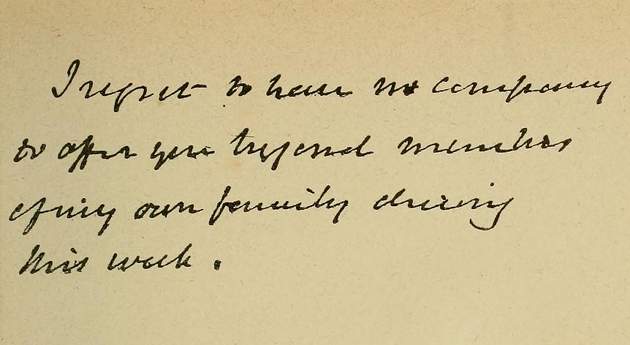 I regret to have no company
to offer you beyond members
of my own family during
this week.